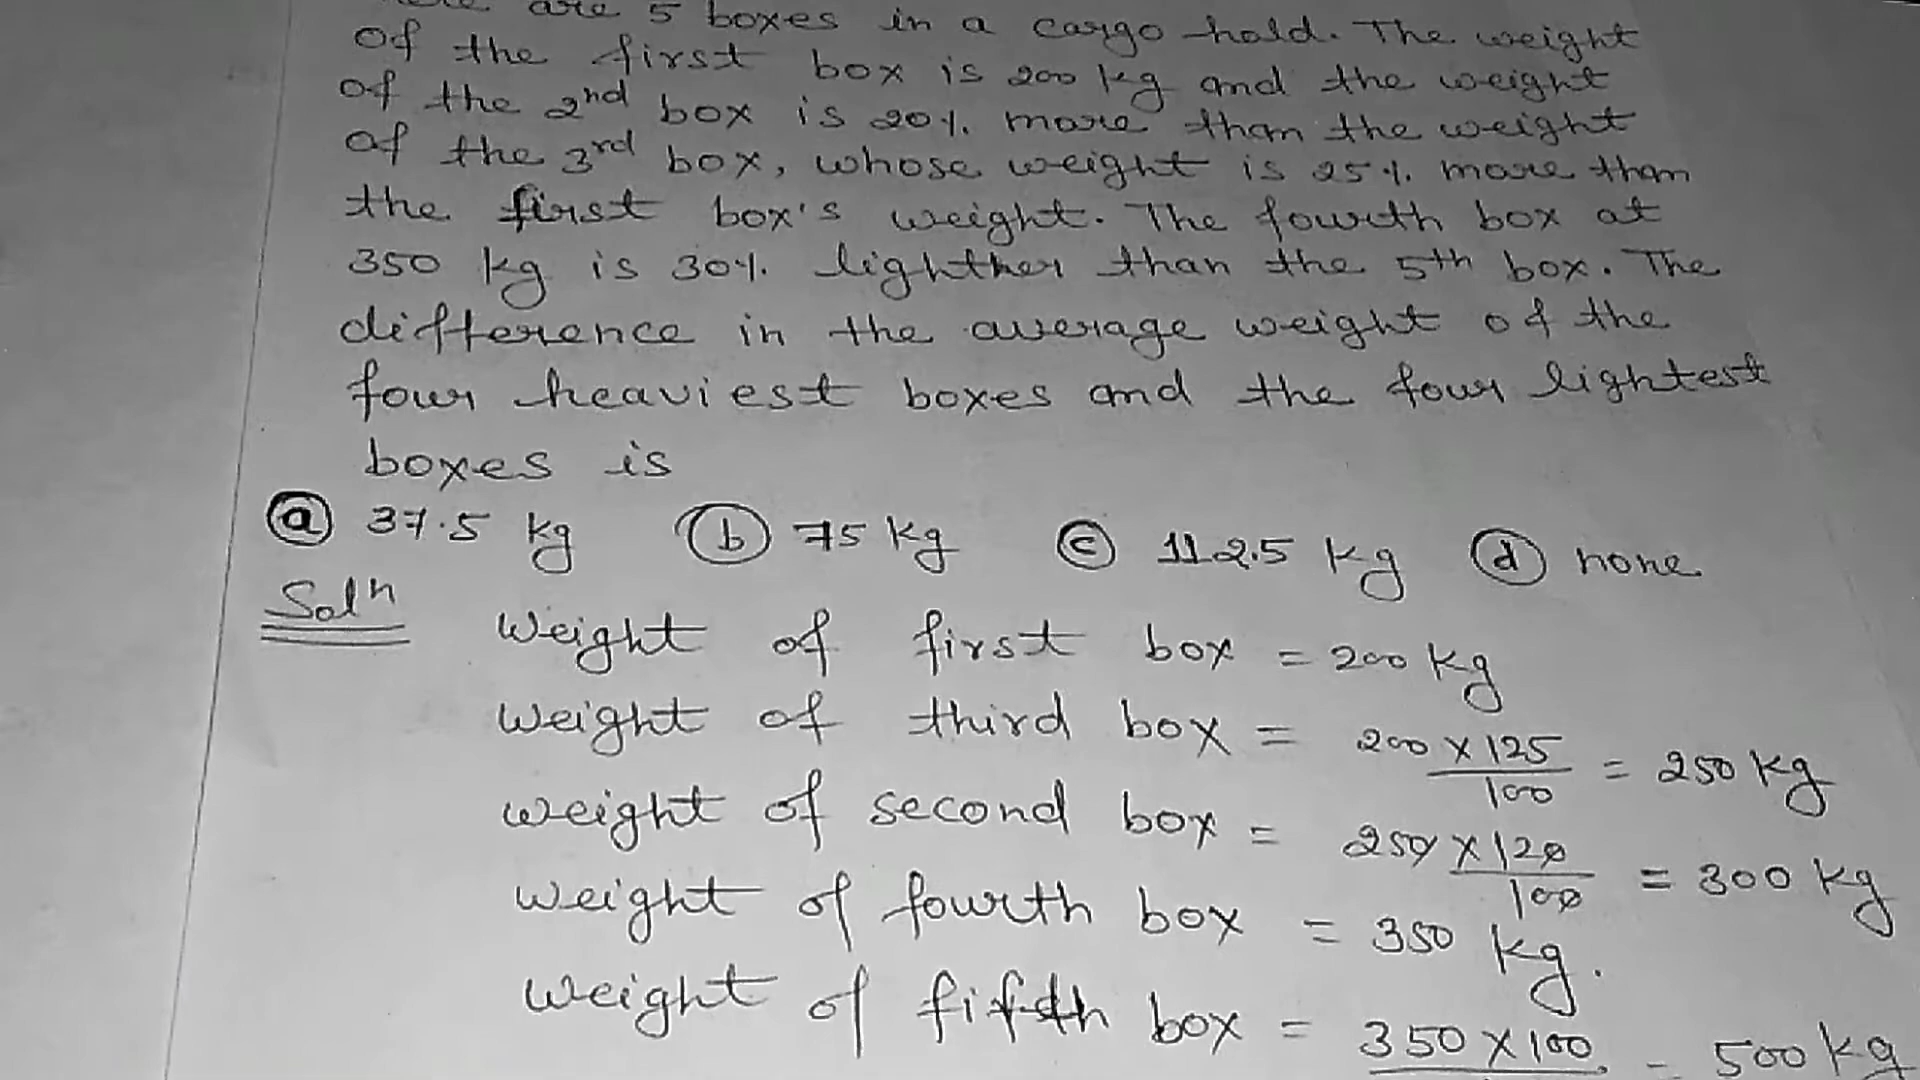 are 5 boxes in a cargo hold. The weight
of the first box is 200 kg and the weight
of the 2nd box is 20%. more than the weight
of the 3rd box, whose weight is 25%. more than
the first box's weight. The fourth box at
350 kg is 30%. lighther than the 5th box. The
difference in the average weight of the
four heaviest boxes and the four lightest
boxes is
(a) 37.5 kg (b) 75 kg (c) 112.5 kg (d) none
Solⁿ
Weight of first box = 200 kg
Weight of third box = 200 × 125 / 100 = 250 kg
weight of second box = 250 × 120 / 100 = 300 kg
weight of fourth box = 350 kg.
weight of fifth box = 350 × 100 = 500 kg